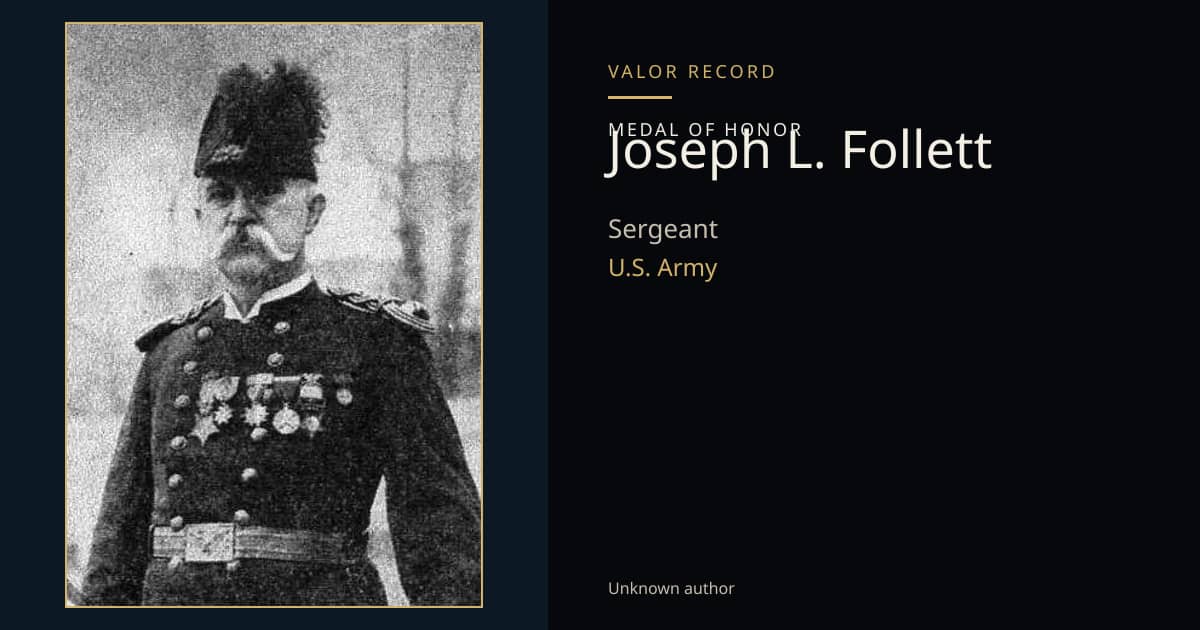 VALOR RECORD
MEDAL OF HONOR
Joseph L. Follett
Sergeant
U.S. Army
Unknown author